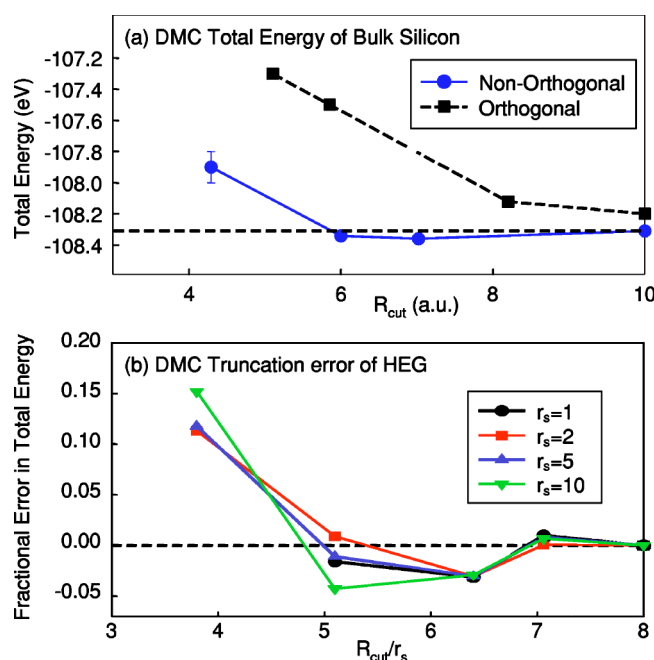 (a) DMC Total Energy of Bulk Silicon
Total Energy (eV)
-107.2
-107.4
-107.6
-107.8
-108.0
-108.2
-108.4
Non-Orthogonal
Orthogonal
4 6 8 10
R_cut (a.u.)
(b) DMC Truncation error of HEG
Fractional Error in Total Energy
0.20
0.15
0.10
0.05
0.00
-0.05
r_s=1
r_s=2
r_s=5
r_s=10
3 4 5 6 7 8
R_cut/r_s